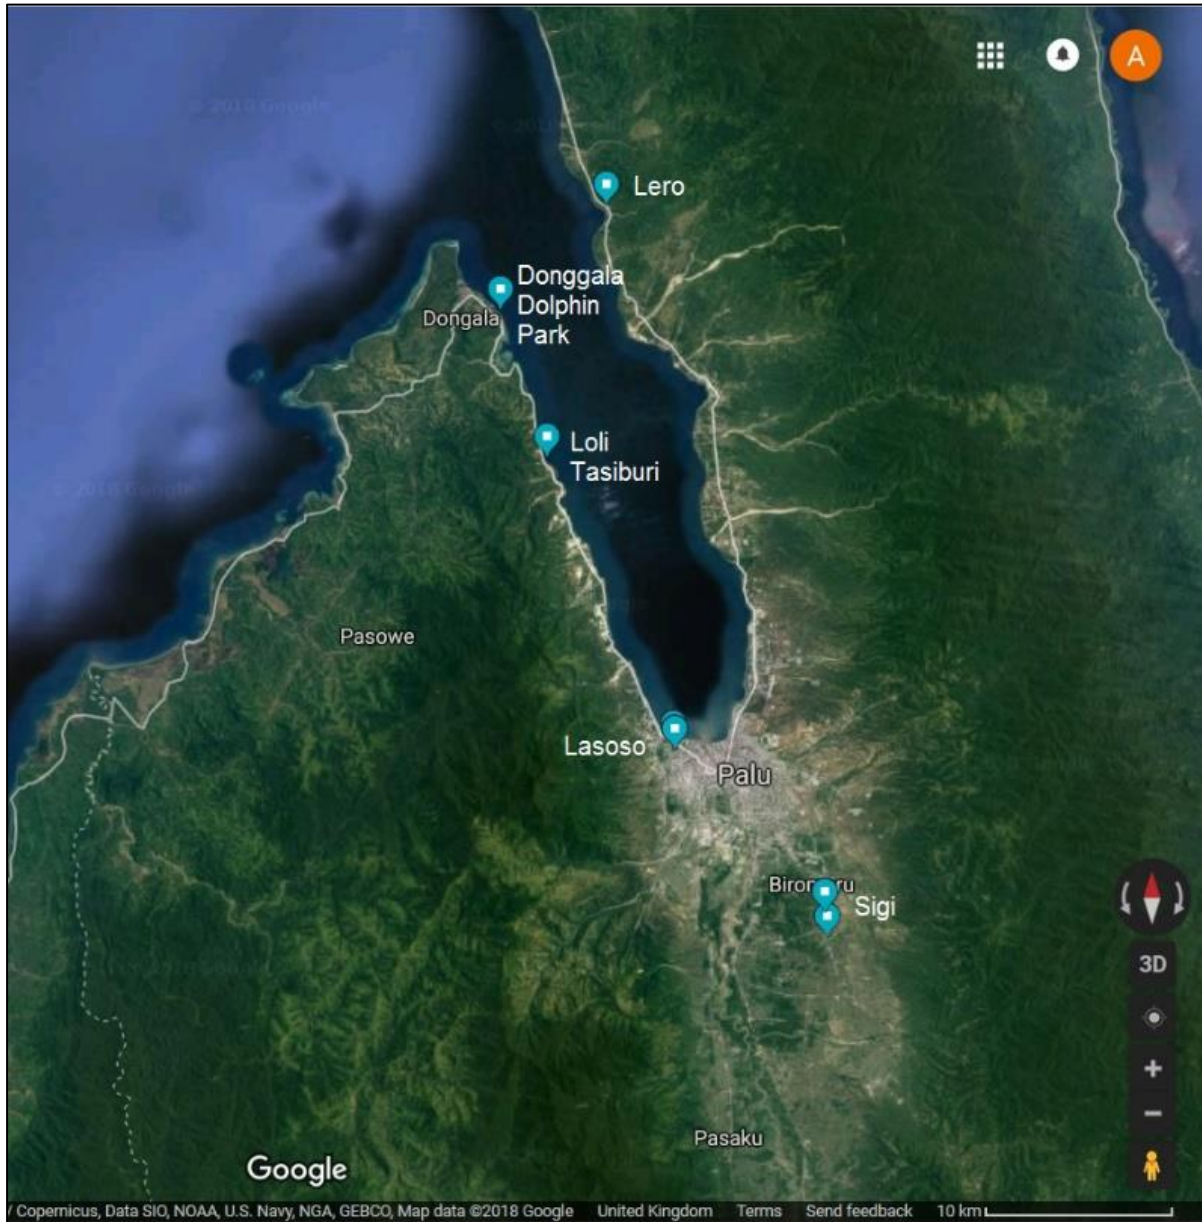 A
Lero
Donggala
Dolphin
Park
Dongala
Loli
Tasiburi
Pasowe
Lasoso
Palu
Sigi
3D
Pasaku
Google
/ Copernicus, Data SIO, NOAA, U.S. Navy, NGA, GEBCO, Map data ©2018 Google United Kingdom Terms Send feedback 10 km